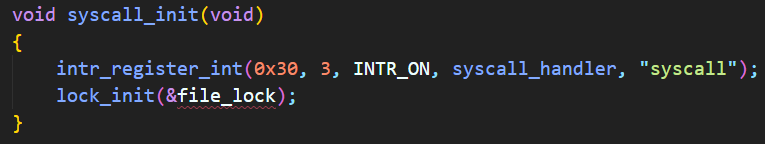 void syscall_init(void)
{
    intr_register_int(0x30, 3, INTR_ON, syscall_handler, "syscall");
    lock_init(&file_lock);
}